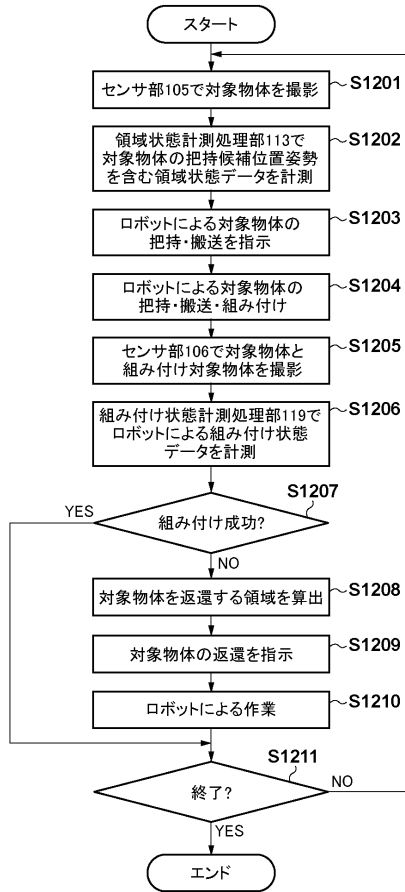 スタート
センサ部105で対象物体を撮影
S1201
領域状態計測処理部113で
対象物体の把持候補位置姿勢
を含む領域状態データを計測
S1202
ロボットによる対象物体の
把持・搬送を指示
S1203
ロボットによる対象物体の
把持・搬送・組み付け
S1204
センサ部106で対象物体と
組み付け対象物体を撮影
S1205
組み付け状態計測処理部119で
ロボットによる組み付け状態
データを計測
S1206
S1207
YES
組み付け成功?
NO
対象物体を返還する領域を算出
S1208
対象物体の返還を指示
S1209
ロボットによる作業
S1210
S1211
終了?
NO
YES
エンド